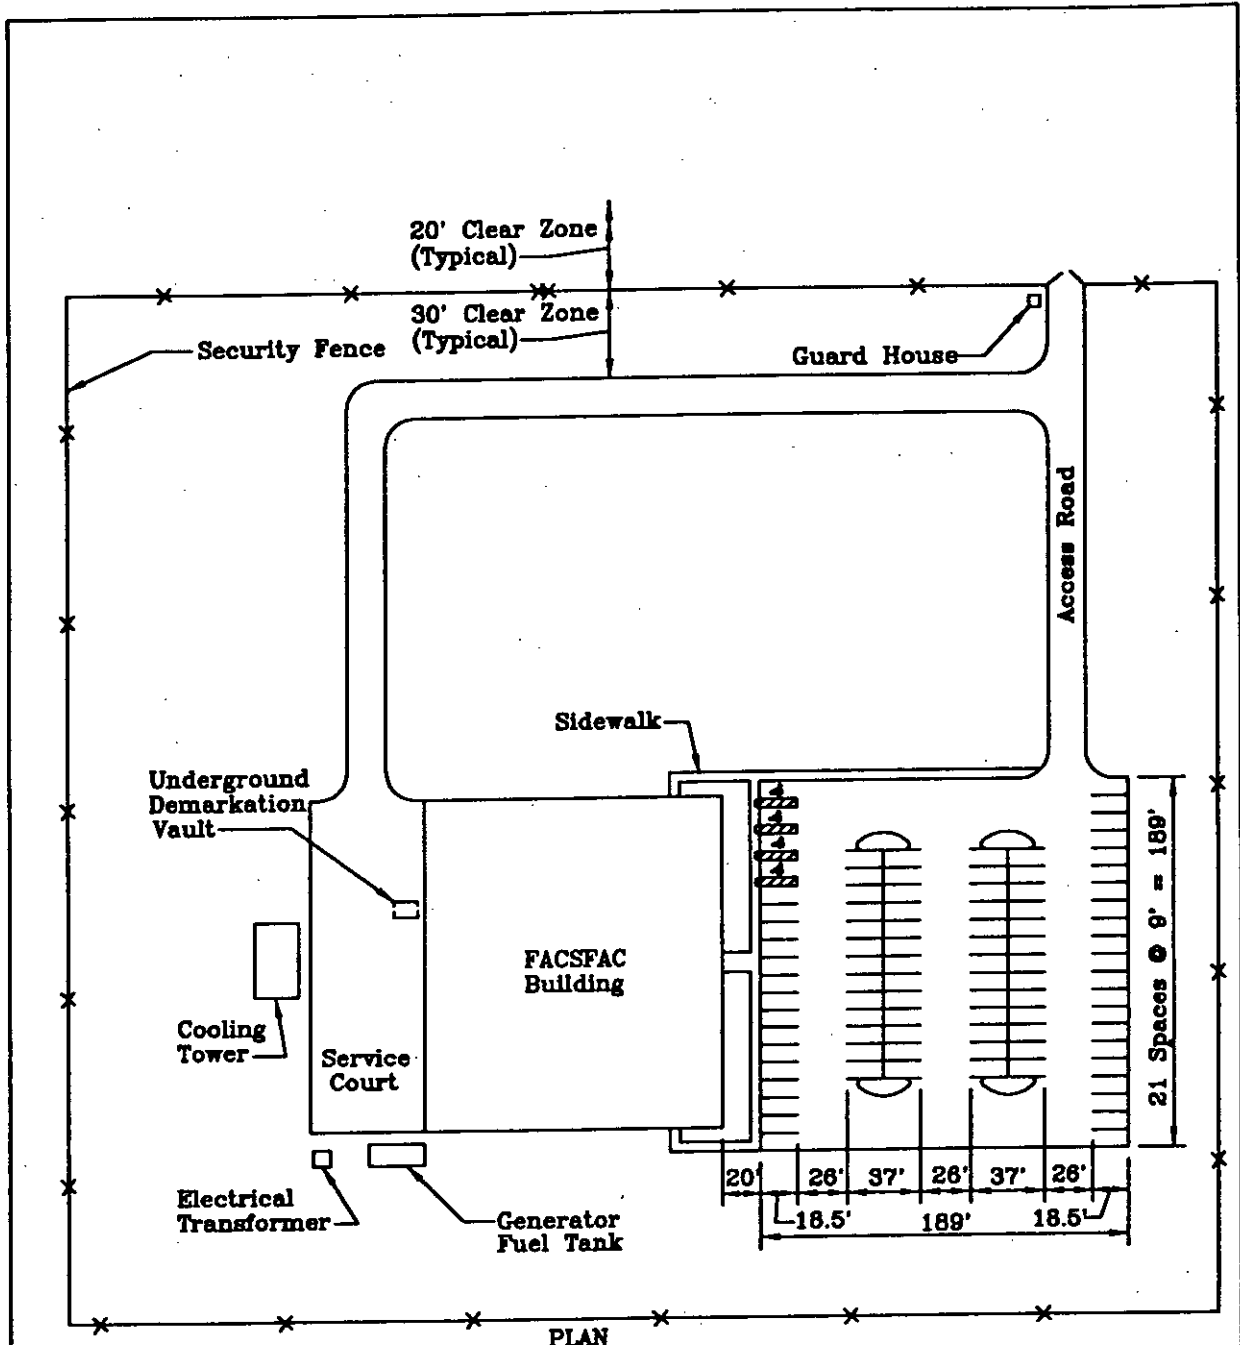 20' Clear Zone
(Typical)
30' Clear Zone
(Typical)
Security Fence
Guard House
Access Road
Sidewalk
Underground
Demarkation
Vault
FACSFAC
Building
21 Spaces @ 9' = 189'
Cooling
Tower
Service
Court
20'
26'
37'
26'
37'
26'
18.5'
189'
18.5'
Electrical
Transformer
Generator
Fuel Tank
PLAN